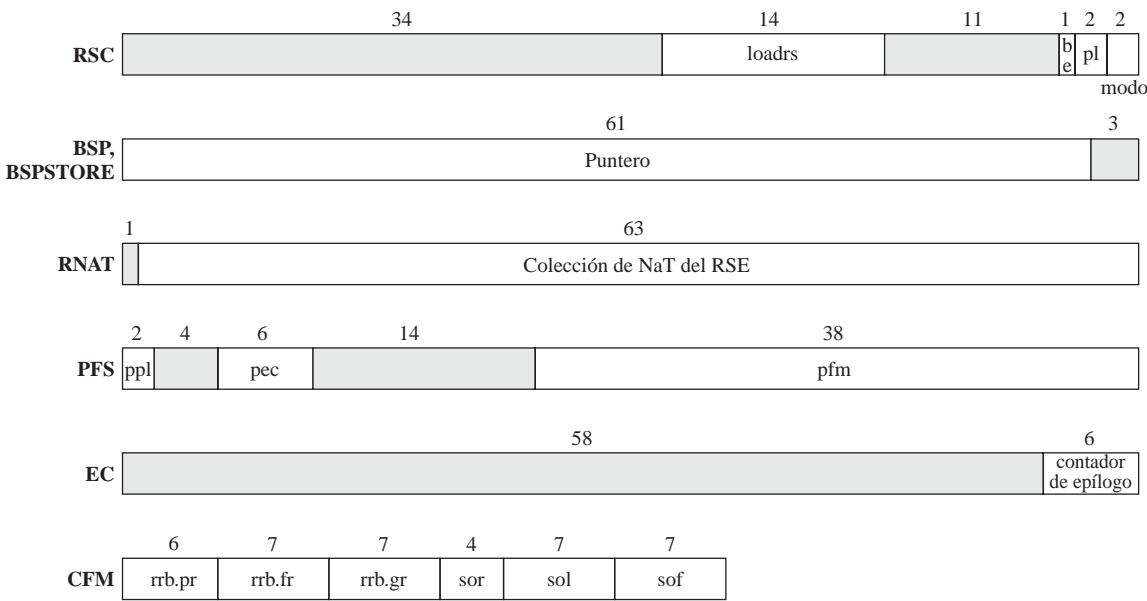 34 14 11 1 2 2
RSC loadrs be pl
modo
61 3
BSP,
BSPSTORE
Puntero
1 63
RNAT Colección de NaT del RSE
2 4 6 14 38
PFS ppl pec pfm
58 6
EC contador
de epílogo
6 7 7 4 7 7
CFM rrb.pr rrb.fr rrb.gr sor sol sof